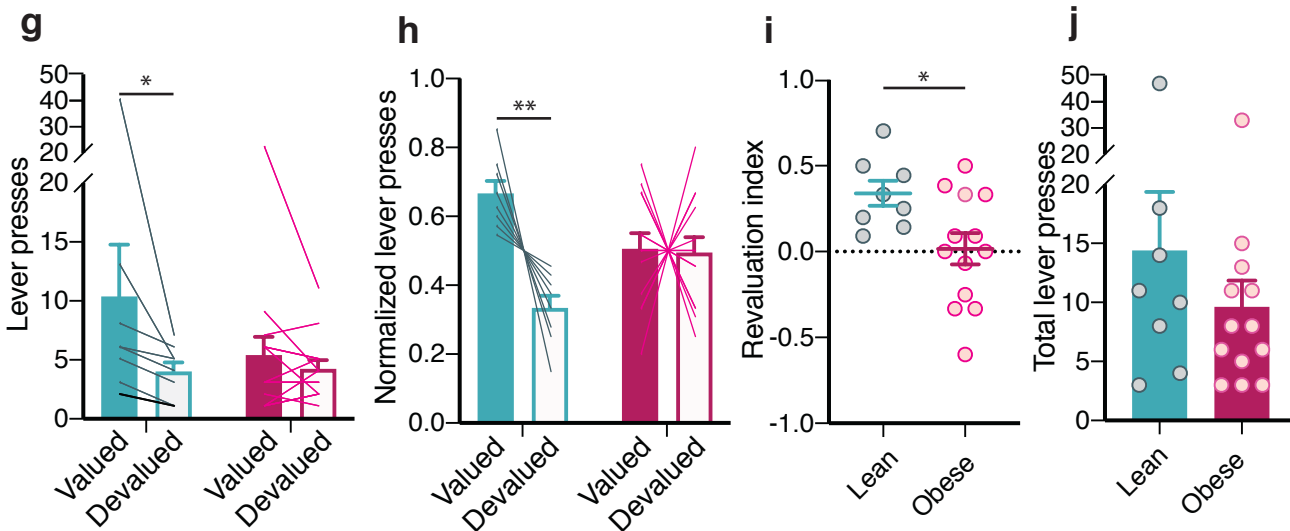 g
Lever presses
50
40
30
20
20
15
10
5
0
*
Valued
Devalued
Valued
Devalued
h
Normalized lever presses
1.0
0.8
0.6
0.4
0.2
0.0
**
Valued
Devalued
Valued
Devalued
i
Revaluation index
1.0
0.5
0.0
-0.5
-1.0
*
Lean
Obese
j
Total lever presses
50
40
30
20
20
15
10
5
0
Lean
Obese